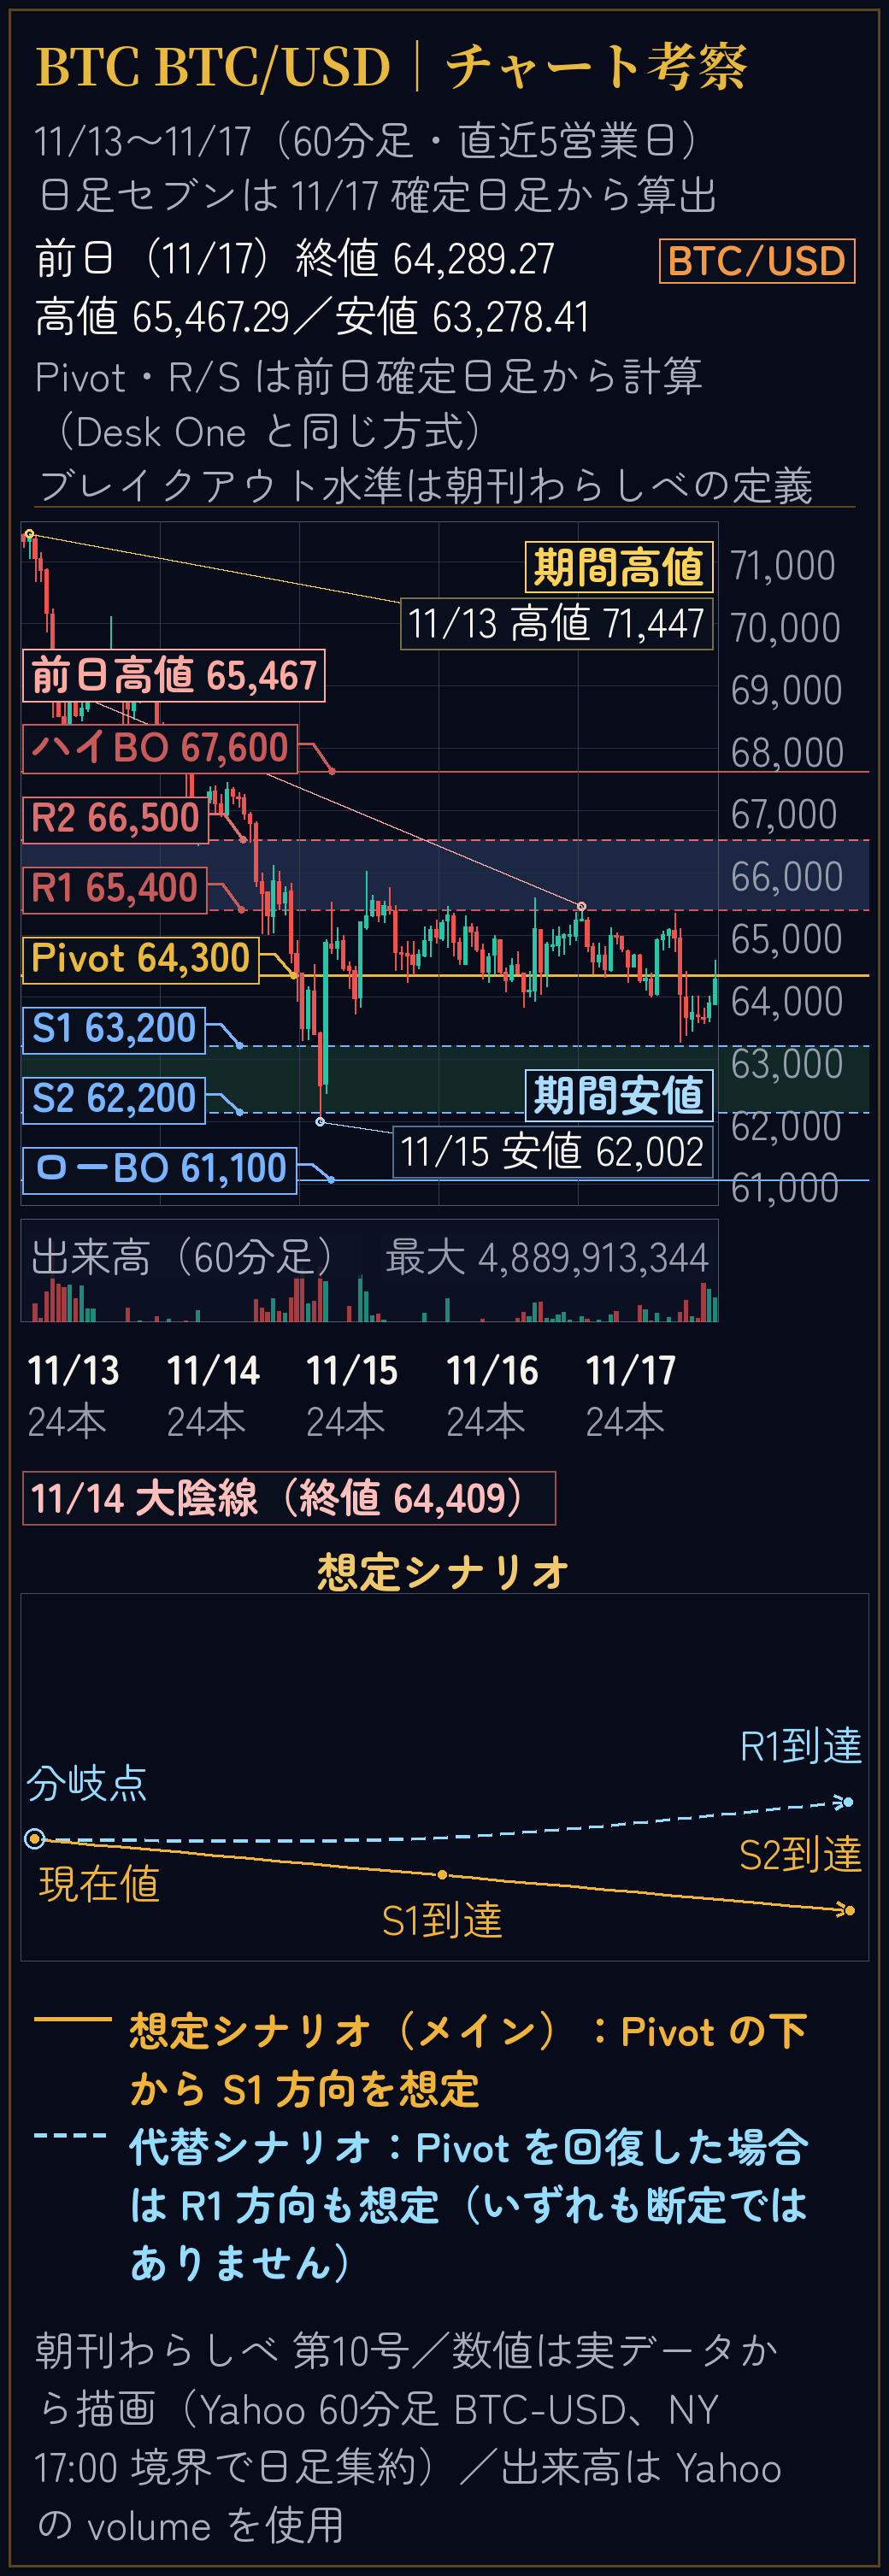 BTC BTC/USD｜チャート考察
11/13〜11/17（60分足・直近5営業日）
日足セブンは 11/17 確定日足から算出
前日（11/17）終値 64,289.27
BTC/USD
高値 65,467.29／安値 63,278.41
Pivot・R/S は前日確定日足から計算
（Desk One と同じ方式）
ブレイクアウト水準は朝刊わらしべの定義
期間高値
11/13 高値 71,447
前日高値 65,467
ハイBO 67,600
R2 66,500
R1 65,400
Pivot 64,300
S1 63,200
S2 62,200
ローBO 61,100
期間安値
11/15 安値 62,002
71,000
70,000
69,000
68,000
67,000
66,000
65,000
64,000
63,000
62,000
61,000
出来高（60分足） 最大 4,889,913,344
11/13 11/14 11/15 11/16 11/17
24本 24本 24本 24本 24本
11/14 大陰線（終値 64,409）
想定シナリオ
R1到達
分岐点
S2到達
現在値
S1到達
想定シナリオ（メイン）：Pivot の下
から S1 方向を想定
代替シナリオ：Pivot を回復した場合
は R1 方向も想定（いずれも断定では
ありません）
朝刊わらしべ 第10号／数値は実データか
ら描画（Yahoo 60分足 BTC-USD、NY
17:00 境界で日足集約）／出来高は Yahoo
の volume を使用